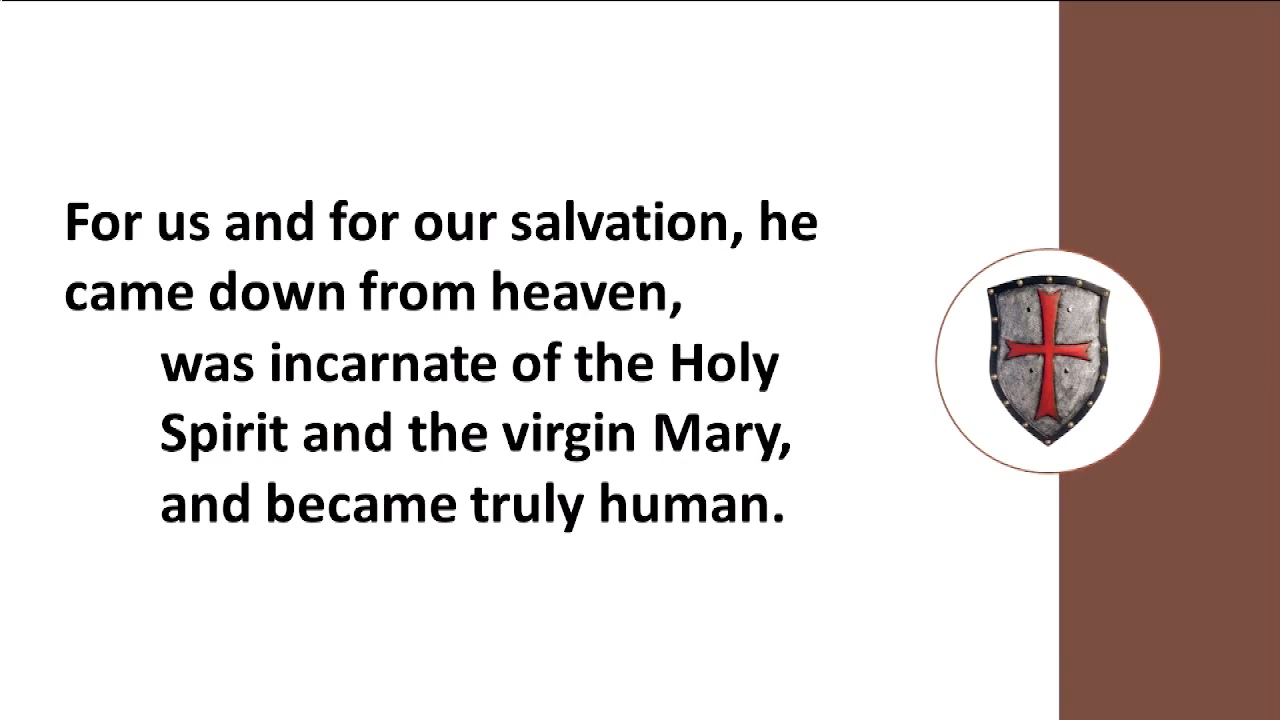 For us and for our salvation, he
came down from heaven,
was incarnate of the Holy
Spirit and the virgin Mary,
and became truly human.